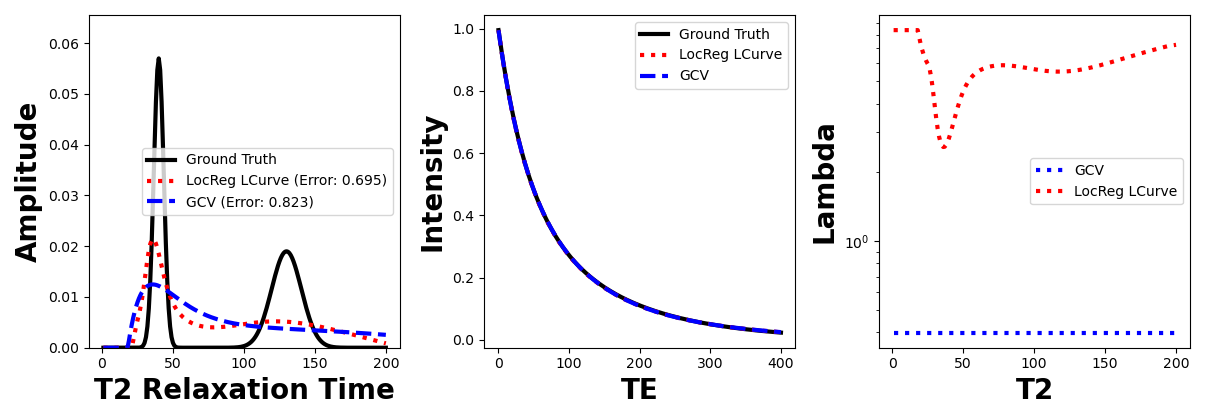 Amplitude
0.06
0.05
0.04
0.03
0.02
0.01
0.00
Ground Truth
LocReg LCurve (Error: 0.695)
GCV (Error: 0.823)
0 50 100 150 200
T2 Relaxation Time
Intensity
1.0
0.8
0.6
0.4
0.2
0.0
Ground Truth
LocReg LCurve
GCV
0 100 200 300 400
TE
Lambda
10⁰
GCV
LocReg LCurve
0 50 100 150 200
T2